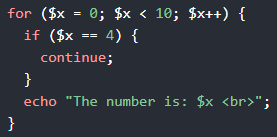 for ($x = 0; $x < 10; $x++) {
  if ($x == 4) {
    continue;
  }
  echo "The number is: $x <br>";
}